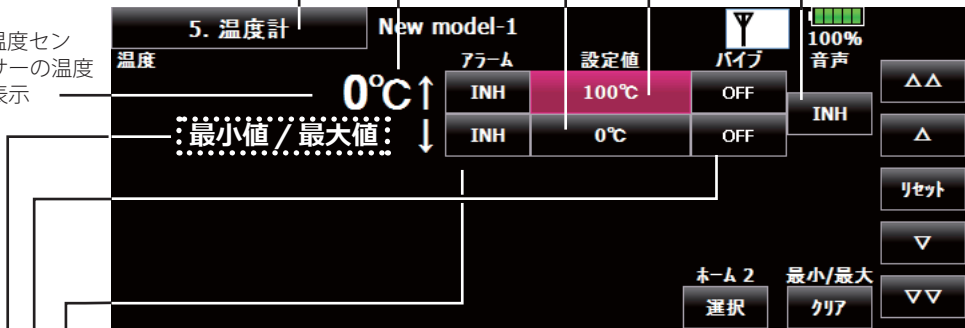 5. 温度計
New model-1
100%
温度セン
サーの温度
表示
温度
アラーム
設定値
バイブ
音声
0℃↑
INH
100℃
OFF
INH
最小値 / 最大値
↓
INH
0℃
OFF
△△
△
リセット
▽
▽▽
ホーム 2
選択
最小/最大
クリア